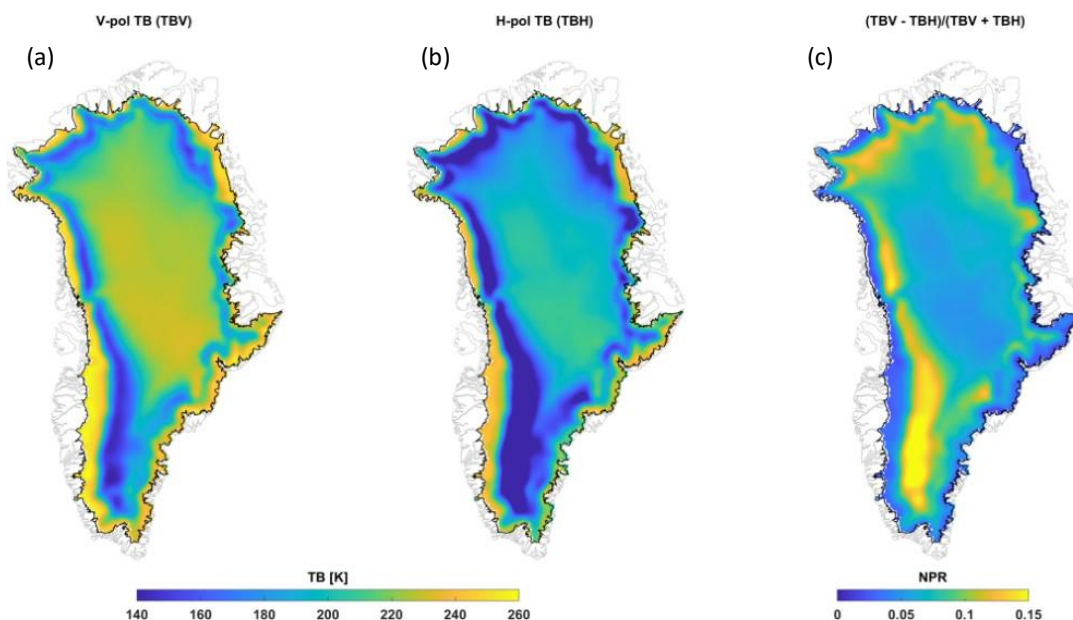 V-pol TB (TBV)
H-pol TB (TBH)
(TBV - TBH)/(TBV + TBH)
(a)
(b)
(c)
TB [K]
140 160 180 200 220 240 260
NPR
0 0.05 0.1 0.15